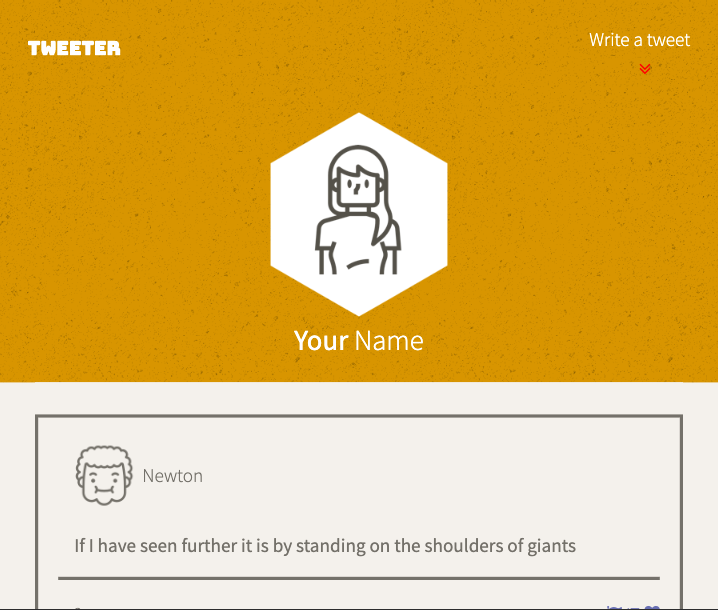 TWEETER
Write a tweet
Your Name
Newton
If I have seen further it is by standing on the shoulders of giants